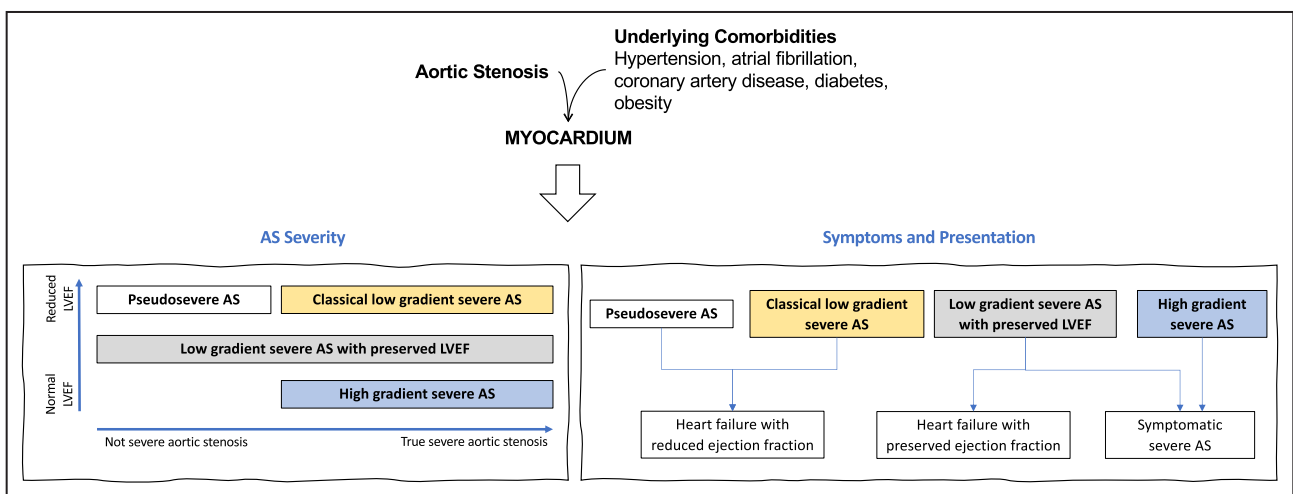 Underlying Comorbidities
Hypertension, atrial fibrillation,
coronary artery disease, diabetes,
obesity
Aortic Stenosis
MYOCARDIUM
AS Severity
Reduced
LVEF
Normal
LVEF
Pseudosevere AS
Classical low gradient severe AS
Low gradient severe AS with preserved LVEF
High gradient severe AS
Not severe aortic stenosis
True severe aortic stenosis
Symptoms and Presentation
Pseudosevere AS
Classical low gradient
severe AS
Low gradient severe AS
with preserved LVEF
High gradient
severe AS
Heart failure with
reduced ejection fraction
Heart failure with
preserved ejection fraction
Symptomatic
severe AS